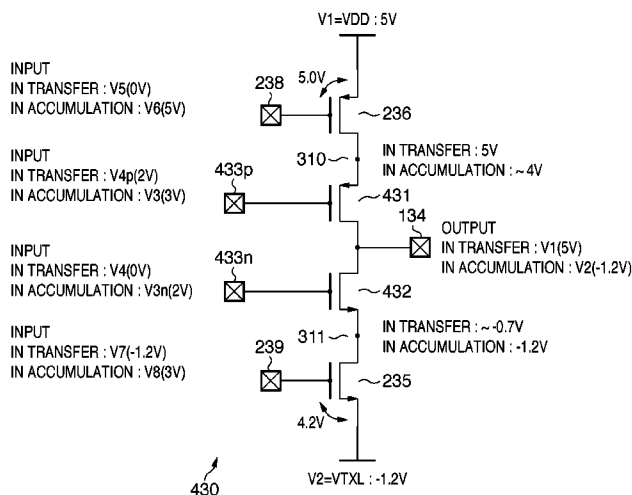 V1=VDD : 5V
INPUT
IN TRANSFER : V5(0V)
IN ACCUMULATION : V6(5V)
238
5.0V
236
310
IN TRANSFER : 5V
IN ACCUMULATION : ~4V
INPUT
IN TRANSFER : V4p(2V)
IN ACCUMULATION : V3(3V)
433p
431
134
OUTPUT
IN TRANSFER : V1(5V)
IN ACCUMULATION : V2(-1.2V)
INPUT
IN TRANSFER : V4(0V)
IN ACCUMULATION : V3n(2V)
433n
432
311
IN TRANSFER : ~-0.7V
IN ACCUMULATION : -1.2V
INPUT
IN TRANSFER : V7(-1.2V)
IN ACCUMULATION : V8(3V)
239
235
4.2V
430
V2=VTXL : -1.2V